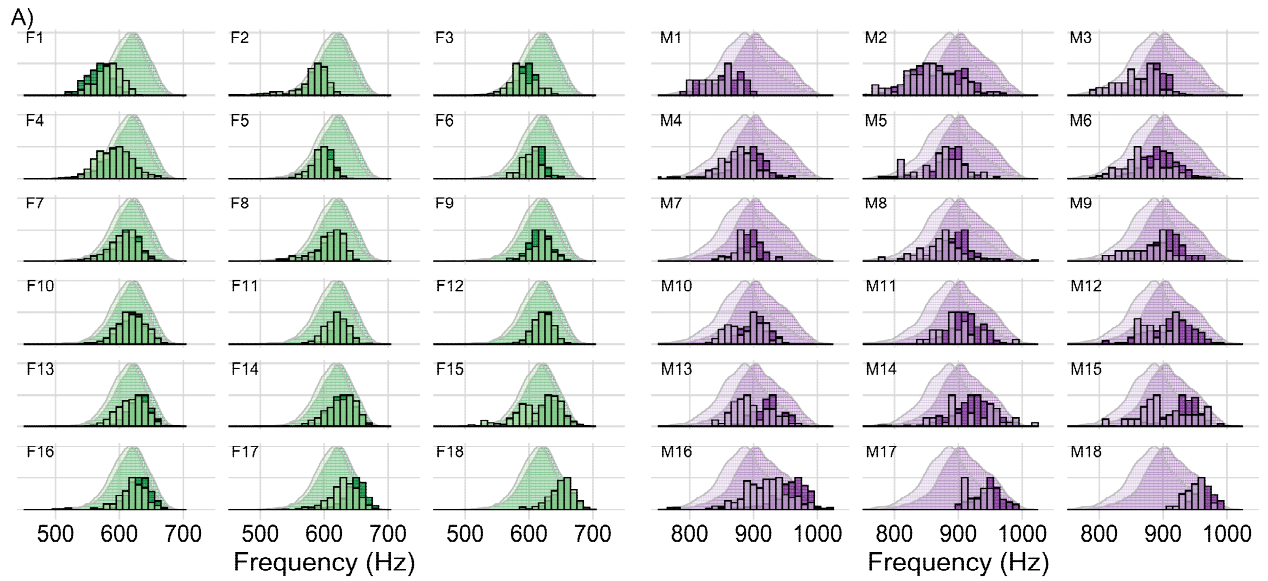 A)
F1 F2 F3 M1 M2 M3
F4 F5 F6 M4 M5 M6
F7 F8 F9 M7 M8 M9
F10 F11 F12 M10 M11 M12
F13 F14 F15 M13 M14 M15
F16 F17 F18 M16 M17 M18
500 600 700 500 600 700 500 600 700 800 900 1000 800 900 1000 800 900 1000
Frequency (Hz) Frequency (Hz)